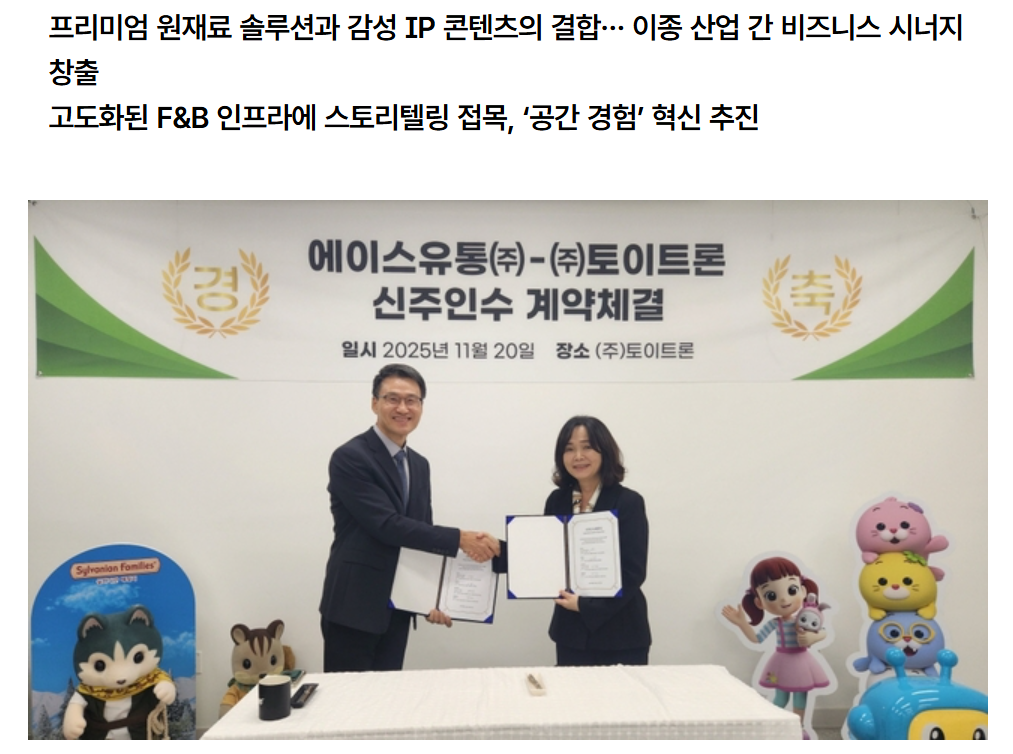 프리미엄 원재료 솔루션과 감성 IP 콘텐츠의 결합… 이종 산업 간 비즈니스 시너지
창출
고도화된 F&B 인프라에 스토리텔링 접목, ‘공간 경험’ 혁신 추진
경
에이스유통㈜-㈜토이트론
신주인수 계약체결
축
일시 2025년 11월 20일 장소 (주)토이트론
Sylvanian Families